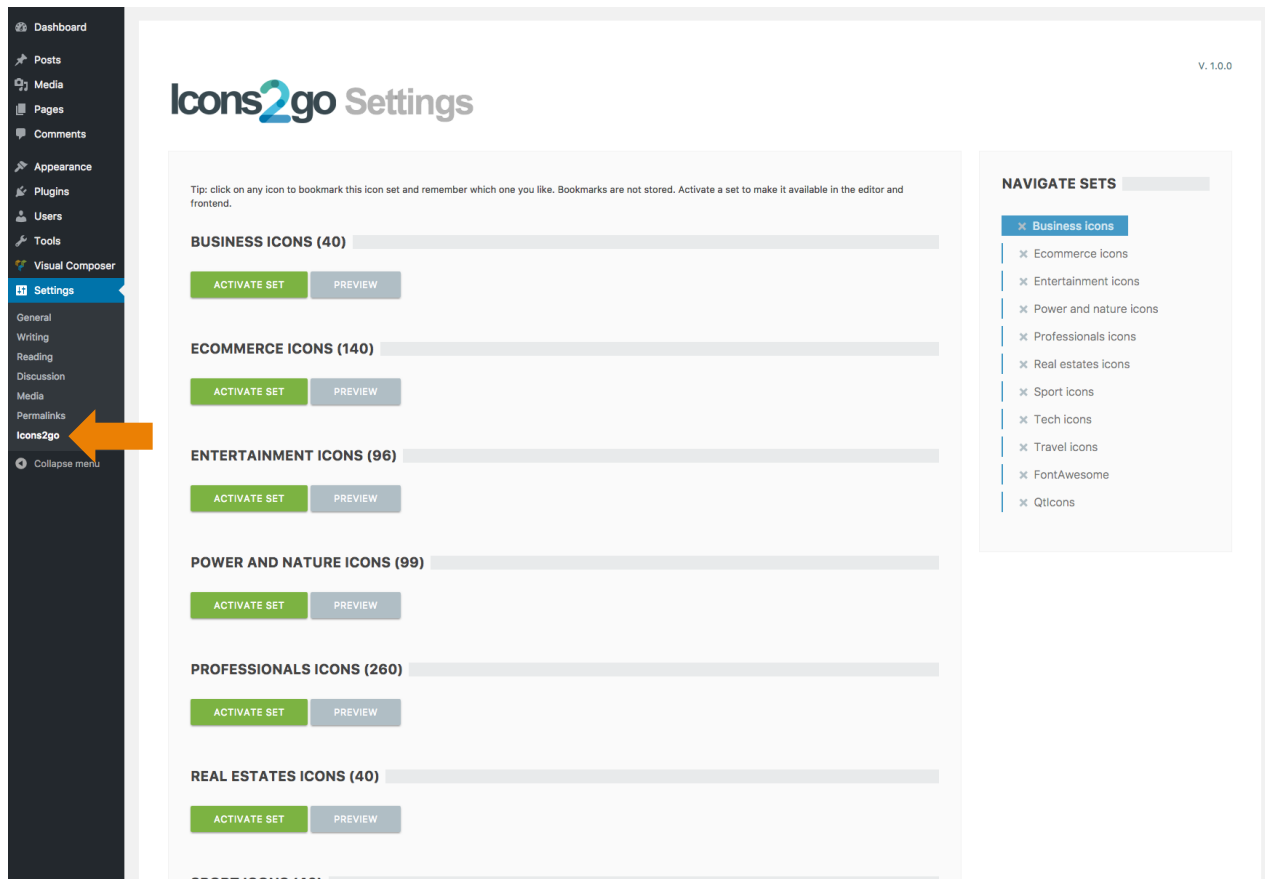 Dashboard
Posts
Media
Pages
Comments
Appearance
Plugins
Users
Tools
Visual Composer
Settings
General
Writing
Reading
Discussion
Media
Permalinks
Icons2go
Collapse menu
V. 1.0.0
Icons2go Settings
Tip: click on any icon to bookmark this icon set and remember which one you like. Bookmarks are not stored. Activate a set to make it available in the editor and
frontend.
BUSINESS ICONS (40)
ACTIVATE SET PREVIEW
ECOMMERCE ICONS (140)
ACTIVATE SET PREVIEW
ENTERTAINMENT ICONS (96)
ACTIVATE SET PREVIEW
POWER AND NATURE ICONS (99)
ACTIVATE SET PREVIEW
PROFESSIONALS ICONS (260)
ACTIVATE SET PREVIEW
REAL ESTATES ICONS (40)
ACTIVATE SET PREVIEW
NAVIGATE SETS
Business icons
Ecommerce icons
Entertainment icons
Power and nature icons
Professionals icons
Real estates icons
Sport icons
Tech icons
Travel icons
FontAwesome
QtIcons